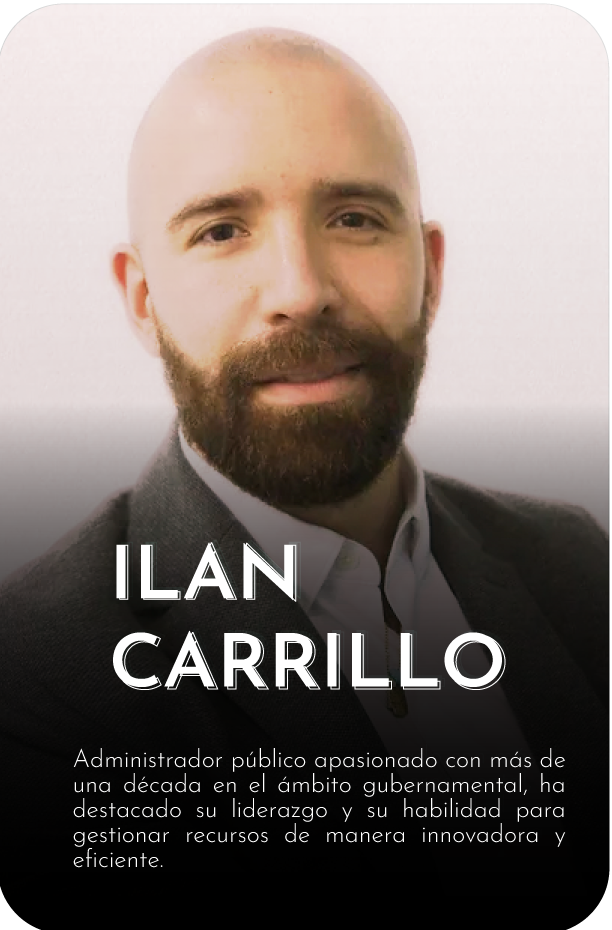 ILAN
CARRILLO
Administrador público apasionado con más de
una década en el ámbito gubernamental, ha
destacado su liderazgo y su habilidad para
gestionar recursos de manera innovadora y
eficiente.